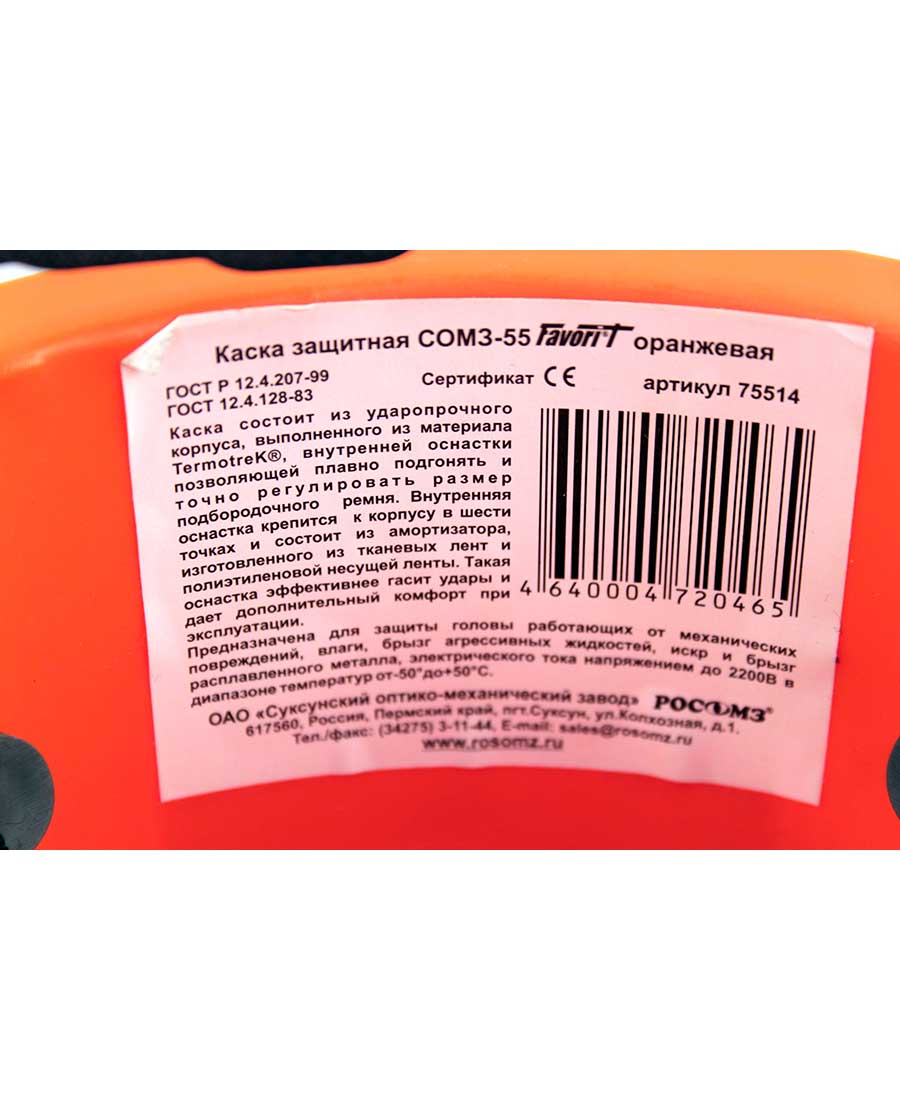 Каска защитная СОМЗ-55 Favori®T оранжевая
ГОСТ Р 12.4.207-99
ГОСТ 12.4.128-83
Сертификат CE
артикул 75514
Каска состоит из ударопрочного
корпуса, выполненного из материала
TermotreK®, внутренней оснастки
позволяющей плавно подгонять и
точно регулировать размер
подбородочного ремня. Внутренняя
оснастка крепится к корпусу в шести
точках и состоит из амортизатора,
изготовленного из тканевых лент и
полиэтиленовой несущей ленты. Такая
оснастка эффективнее гасит удары и
дает дополнительный комфорт при
эксплуатации.
4 640004 720465
Предназначена для защиты головы работающих от механических
повреждений, влаги, брызг агрессивных жидкостей, искр и брызг
расплавленного металла, электрического тока напряжением до 2200В в
диапазоне температур от-50°до+50°С.
ОАО «Суксунский оптико-механический завод» РОСОМЗ®
617560, Россия, Пермский край, пгт.Суксун, ул.Колхозная, д.1.
Тел./факс: (34275) 3-11-44, E-mail: sales@rosomz.ru
www.rosomz.ru